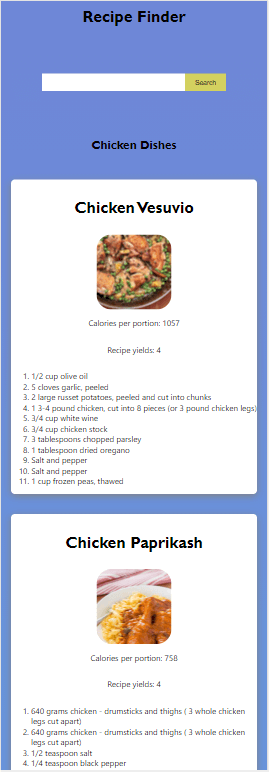 Recipe Finder
Search
Chicken Dishes
Chicken Vesuvio
Calories per portion: 1057
Recipe yields: 4
1. 1/2 cup olive oil
2. 5 cloves garlic, peeled
3. 2 large russet potatoes, peeled and cut into chunks
4. 1 3-4 pound chicken, cut into 8 pieces (or 3 pound chicken legs)
5. 3/4 cup white wine
6. 3/4 cup chicken stock
7. 3 tablespoons chopped parsley
8. 1 tablespoon dried oregano
9. Salt and pepper
10. Salt and pepper
11. 1 cup frozen peas, thawed
Chicken Paprikash
Calories per portion: 758
Recipe yields: 4
1. 640 grams chicken - drumsticks and thighs ( 3 whole chicken
legs cut apart)
2. 640 grams chicken - drumsticks and thighs ( 3 whole chicken
legs cut apart)
3. 1/2 teaspoon salt
4. 1/4 teaspoon black pepper